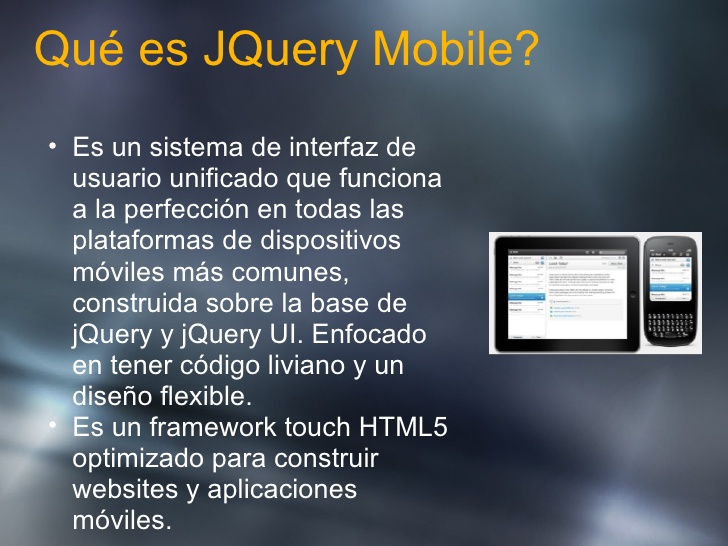 Qué es JQuery Mobile?
• Es un sistema de interfaz de
usuario unificado que funciona
a la perfección en todas las
plataformas de dispositivos
móviles más comunes,
construida sobre la base de
jQuery y jQuery UI. Enfocado
en tener código liviano y un
diseño flexible.
• Es un framework touch HTML5
optimizado para construir
websites y aplicaciones
móviles.